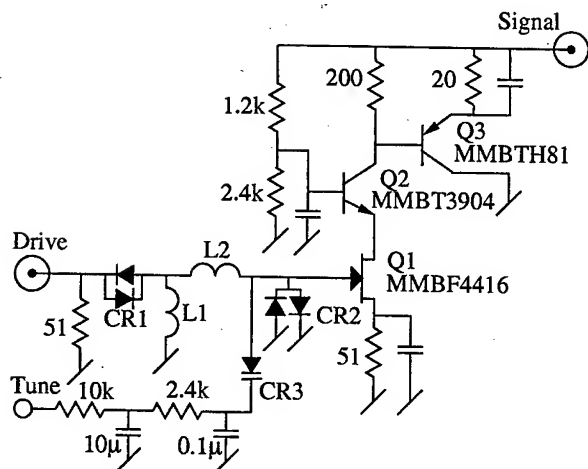 Signal
200
20
1.2k
Q3
MMBTH81
Q2
MMBT3904
2.4k
Drive
L2
Q1
MMBF4416
CR1
L1
CR2
51
51
CR3
Tune
10k
2.4k
10μ
0.1μ